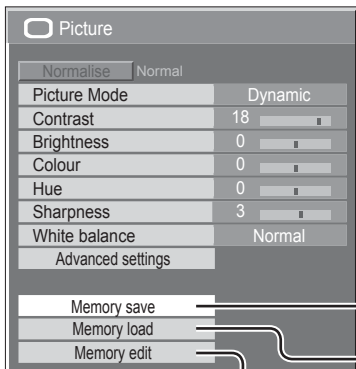 Picture
Normalise Normal
Picture Mode Dynamic
Contrast 18
Brightness 0
Colour 0
Hue 0
Sharpness 3
White balance Normal
Advanced settings
Memory save
Memory load
Memory edit